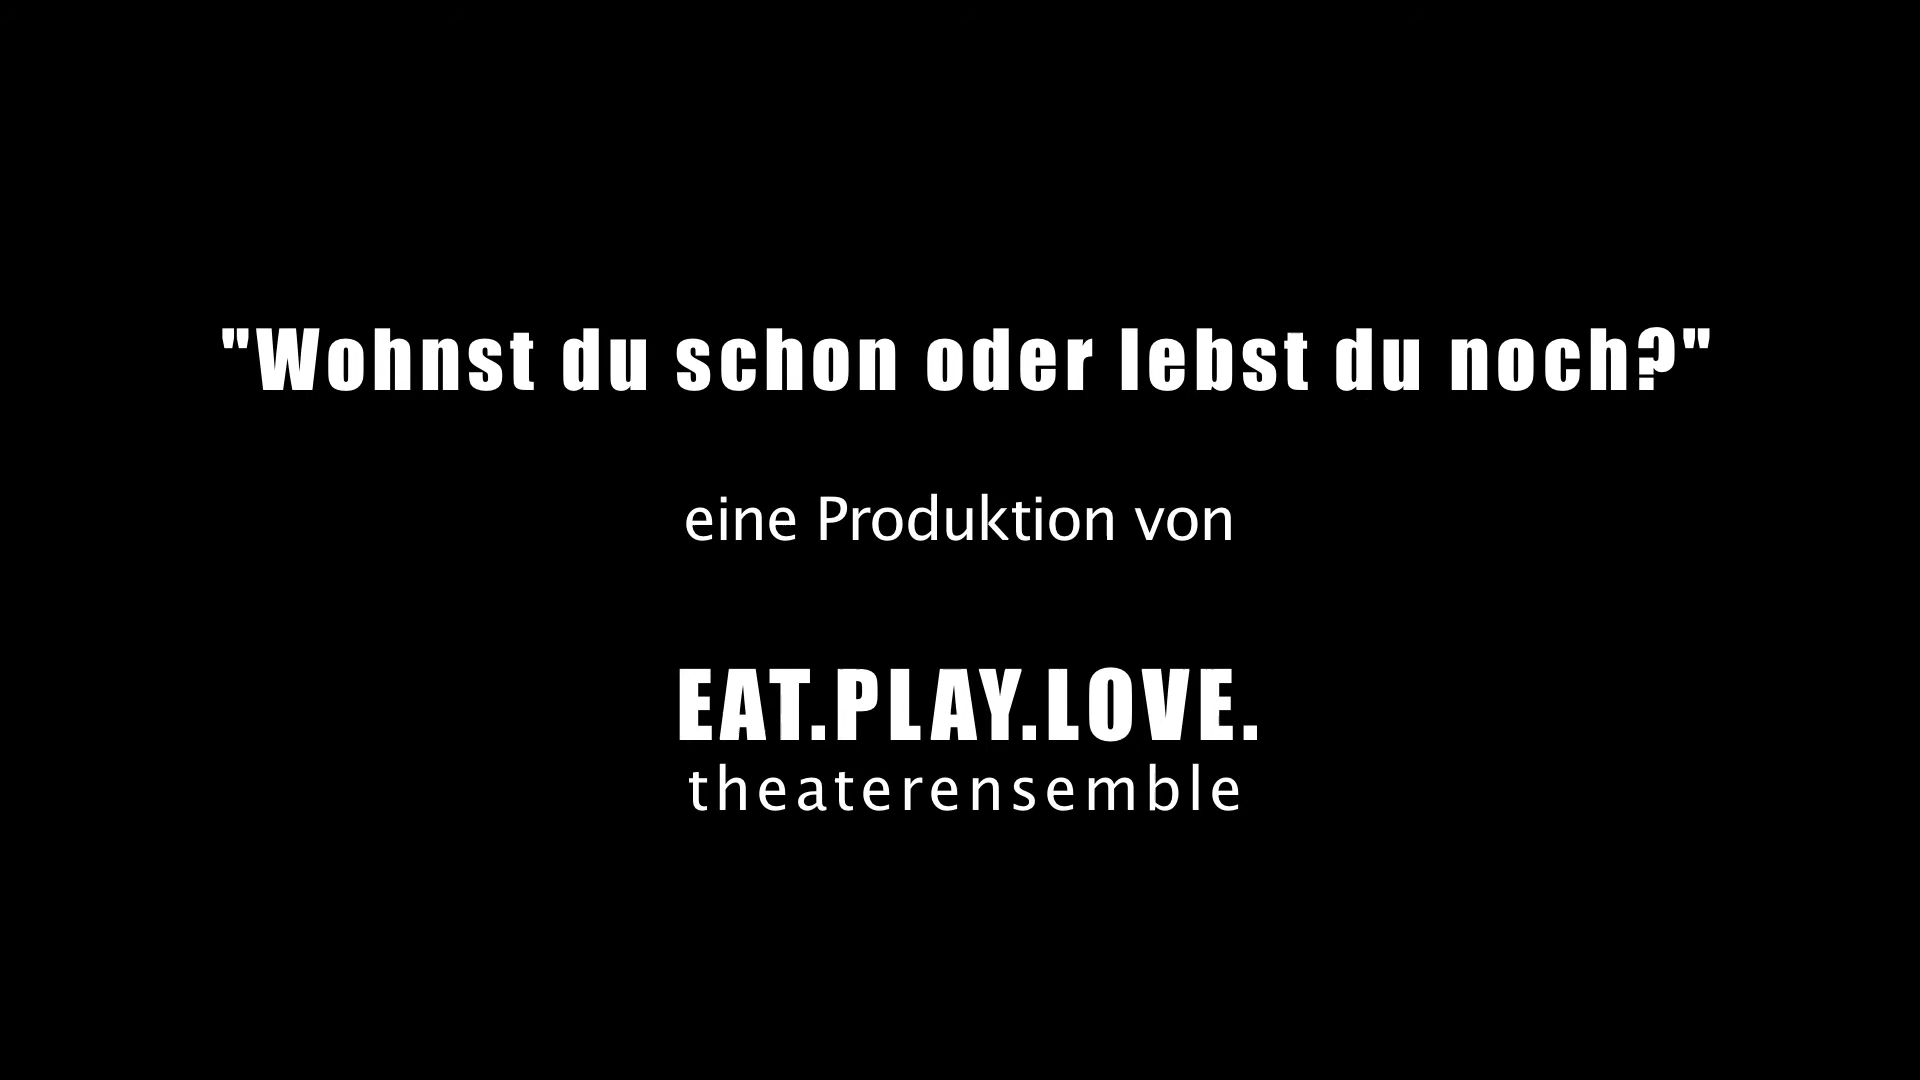 "Wohnst du schon oder lebst du noch?"
eine Produktion von
EAT.PLAY.LOVE.
theaterensemble